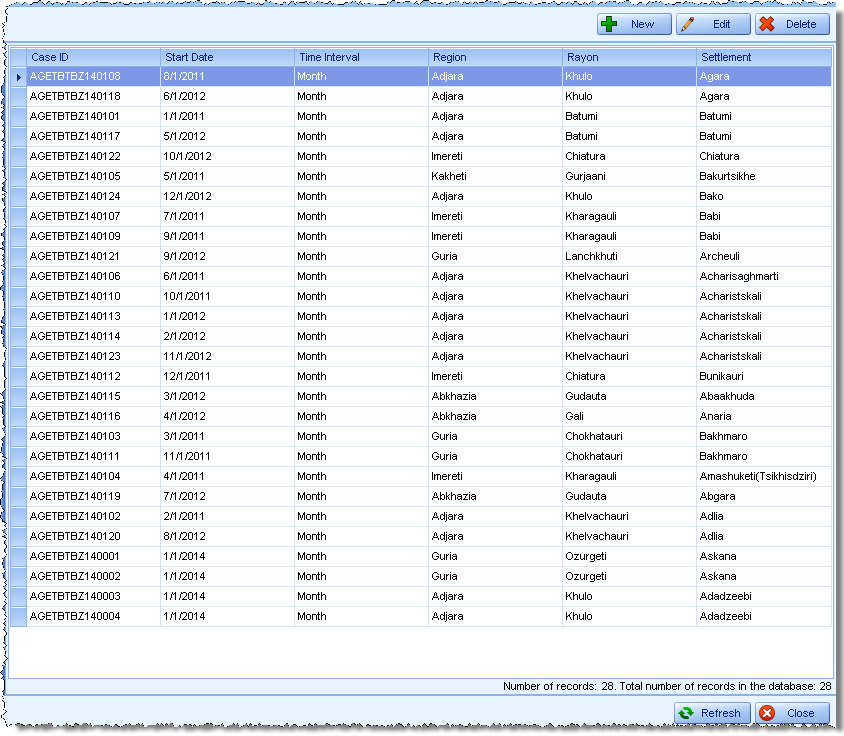 New Edit Delete
Case ID Start Date Time Interval Region Rayon Settlement
AGETBTBZ140108 8/1/2011 Month Adjara Khulo Agara
AGETBTBZ140118 6/1/2012 Month Adjara Khulo Agara
AGETBTBZ140101 1/1/2011 Month Adjara Batumi Batumi
AGETBTBZ140117 5/1/2012 Month Adjara Batumi Batumi
AGETBTBZ140122 10/1/2012 Month Imereti Chiatura Chiatura
AGETBTBZ140105 5/1/2011 Month Kakheti Gurjaani Bakurtsikhe
AGETBTBZ140124 12/1/2012 Month Adjara Khulo Bako
AGETBTBZ140107 7/1/2011 Month Imereti Kharagauli Babi
AGETBTBZ140109 9/1/2011 Month Imereti Kharagauli Babi
AGETBTBZ140121 9/1/2012 Month Guria Lanchkhuti Archeuli
AGETBTBZ140106 6/1/2011 Month Adjara Khelvachauri Acharisaghmarti
AGETBTBZ140110 10/1/2011 Month Adjara Khelvachauri Acharistskali
AGETBTBZ140113 1/1/2012 Month Adjara Khelvachauri Acharistskali
AGETBTBZ140114 2/1/2012 Month Adjara Khelvachauri Acharistskali
AGETBTBZ140123 11/1/2012 Month Adjara Khelvachauri Acharistskali
AGETBTBZ140112 12/1/2011 Month Imereti Chiatura Bunikauri
AGETBTBZ140115 3/1/2012 Month Abkhazia Gudauta Abaakhuda
AGETBTBZ140116 4/1/2012 Month Abkhazia Gali Anaria
AGETBTBZ140103 3/1/2011 Month Guria Chokhatauri Bakhmaro
AGETBTBZ140111 11/1/2011 Month Guria Chokhatauri Bakhmaro
AGETBTBZ140104 4/1/2011 Month Imereti Kharagauli Amashuketi(Tsikhisdziri)
AGETBTBZ140119 7/1/2012 Month Abkhazia Gudauta Abgara
AGETBTBZ140102 2/1/2011 Month Adjara Khelvachauri Adlia
AGETBTBZ140120 8/1/2012 Month Adjara Khelvachauri Adlia
AGETBTBZ140001 1/1/2014 Month Guria Ozurgeti Askana
AGETBTBZ140002 1/1/2014 Month Guria Ozurgeti Askana
AGETBTBZ140003 1/1/2014 Month Adjara Khulo Adadzeebi
AGETBTBZ140004 1/1/2014 Month Adjara Khulo Adadzeebi
Number of records: 28. Total number of records in the database: 28
Refresh Close